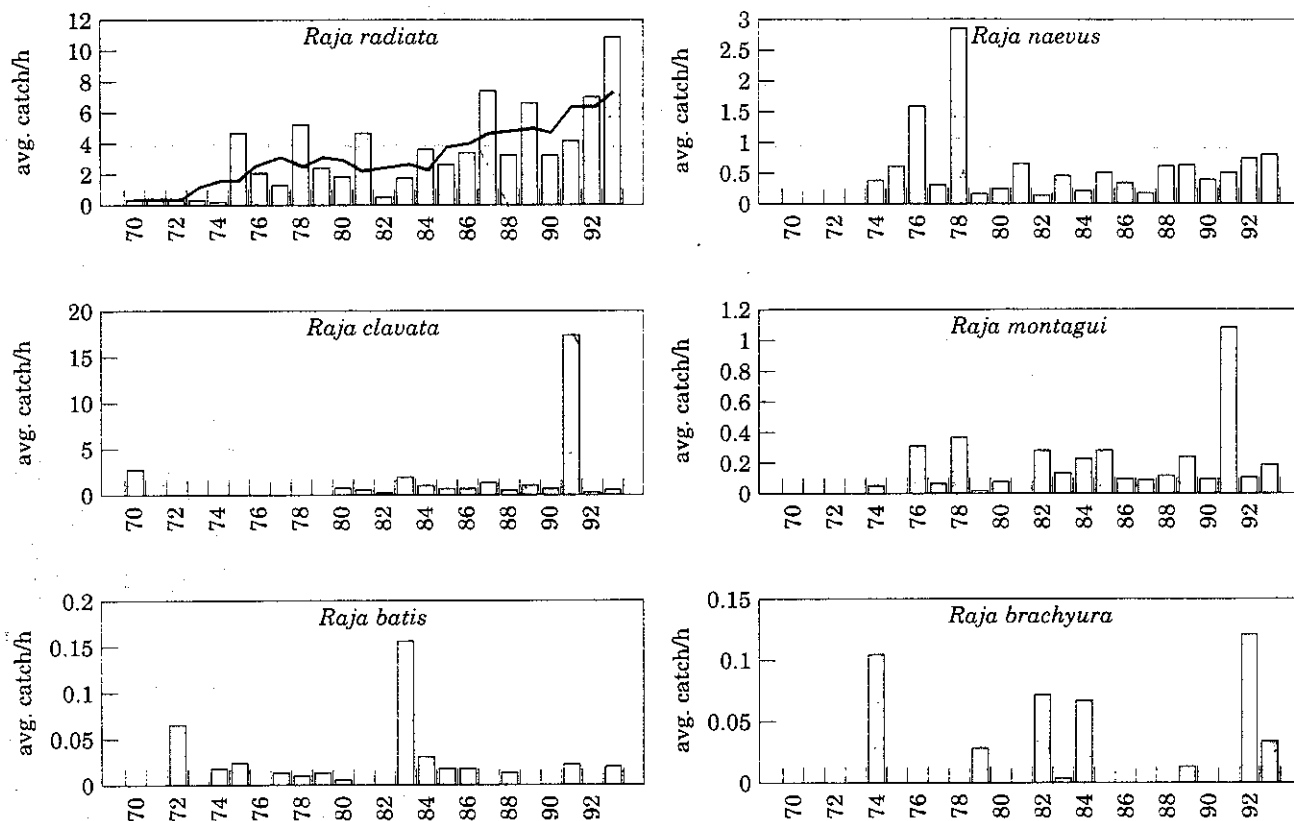 Raja radiata
avg. catch/h
12
10
8
6
4
2
0
70 72 74 76 78 80 82 84 86 88 90 92
Raja naevus
avg. catch/h
3
2.5
2
1.5
1
0.5
0
70 72 74 76 78 80 82 84 86 88 90 92
Raja clavata
avg. catch/h
20
15
10
5
0
70 72 74 76 78 80 82 84 86 88 90 92
Raja montagui
avg. catch/h
1.2
1
0.8
0.6
0.4
0.2
0
70 72 74 76 78 80 82 84 86 88 90 92
Raja batis
avg. catch/h
0.2
0.15
0.1
0.05
0
70 72 74 76 78 80 82 84 86 88 90 92
Raja brachyura
avg. catch/h
0.15
0.1
0.05
0
70 72 74 76 78 80 82 84 86 88 90 92